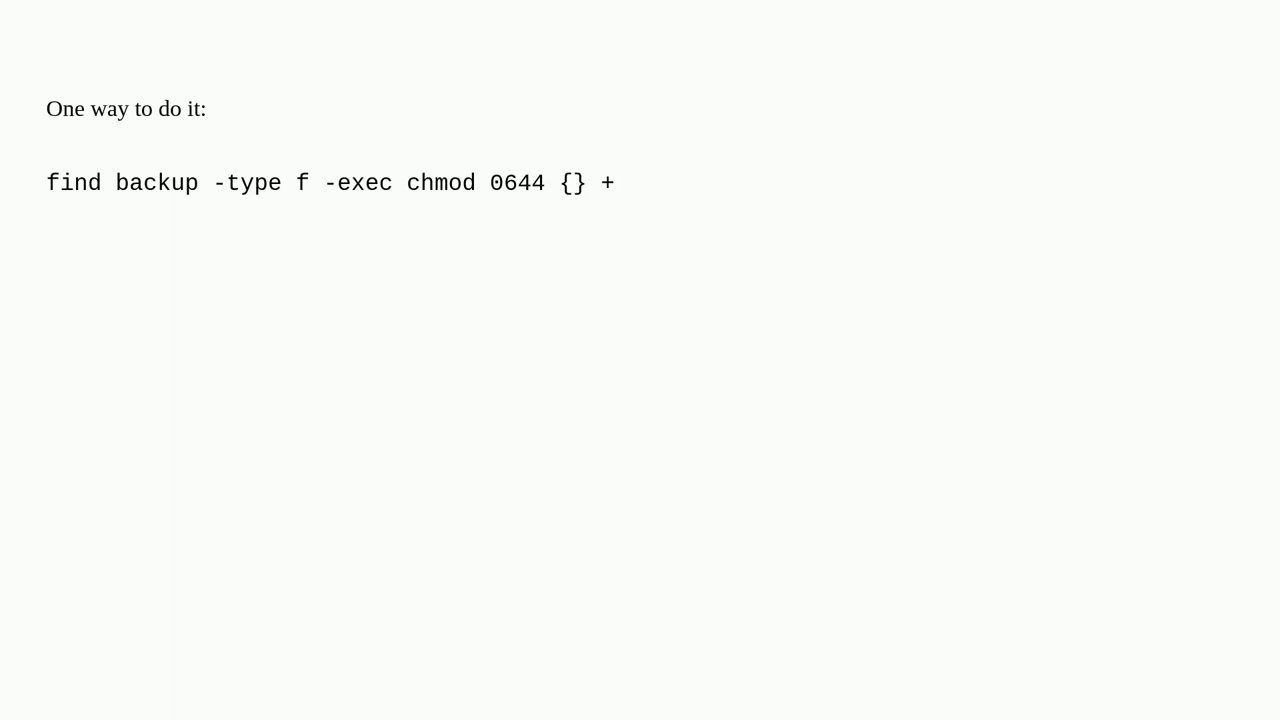 One way to do it:
find backup -type f -exec chmod 0644 {} +